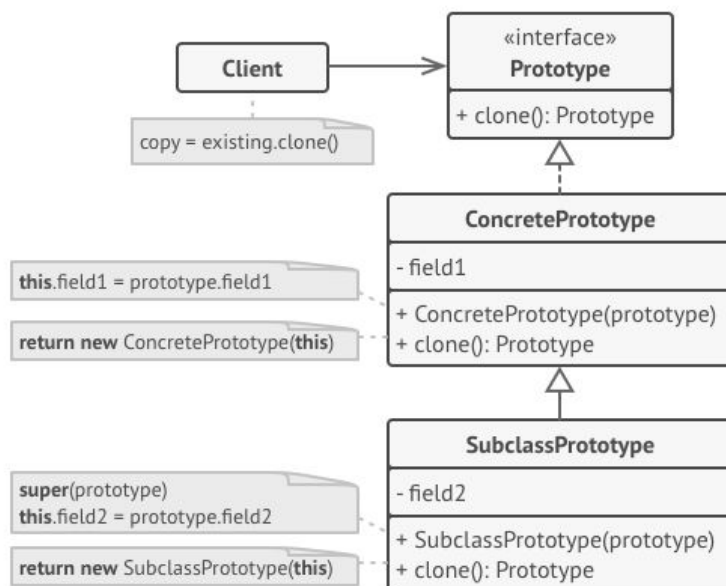 Client
«interface»
Prototype
+ clone(): Prototype
copy = existing.clone()
ConcretePrototype
- field1
this.field1 = prototype.field1
+ ConcretePrototype(prototype)
return new ConcretePrototype(this)
+ clone(): Prototype
SubclassPrototype
- field2
super(prototype)
this.field2 = prototype.field2
+ SubclassPrototype(prototype)
return new SubclassPrototype(this)
+ clone(): Prototype